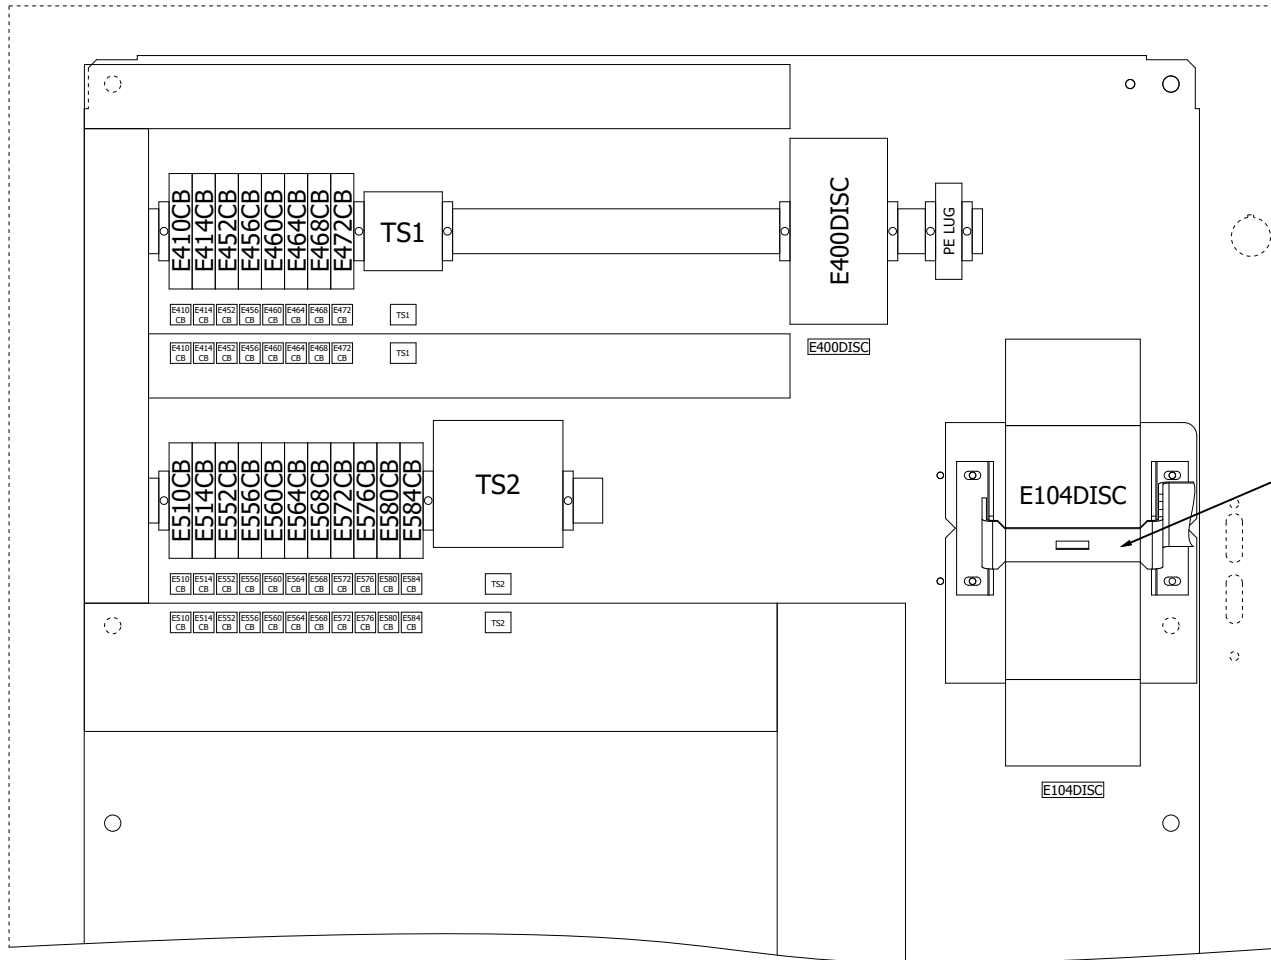 E410CB E414CB E452CB E456CB E460CB E464CB E468CB E472CB
TS1
E400DISC
PE LUG
E410 CB E414 CB E452 CB E456 CB E460 CB E464 CB E468 CB E472 CB
TS1
E400DISC
E410 CB E414 CB E452 CB E456 CB E460 CB E464 CB E468 CB E472 CB
TS1
E510CB E514CB E552CB E556CB E560CB E564CB E568CB E572CB E576CB E580CB E584CB
TS2
E104DISC
E510 CB E514 CB E552 CB E556 CB E560 CB E564 CB E568 CB E572 CB E576 CB E580 CB E584 CB
TS2
E510 CB E514 CB E552 CB E556 CB E560 CB E564 CB E568 CB E572 CB E576 CB E580 CB E584 CB
TS2
E104DISC